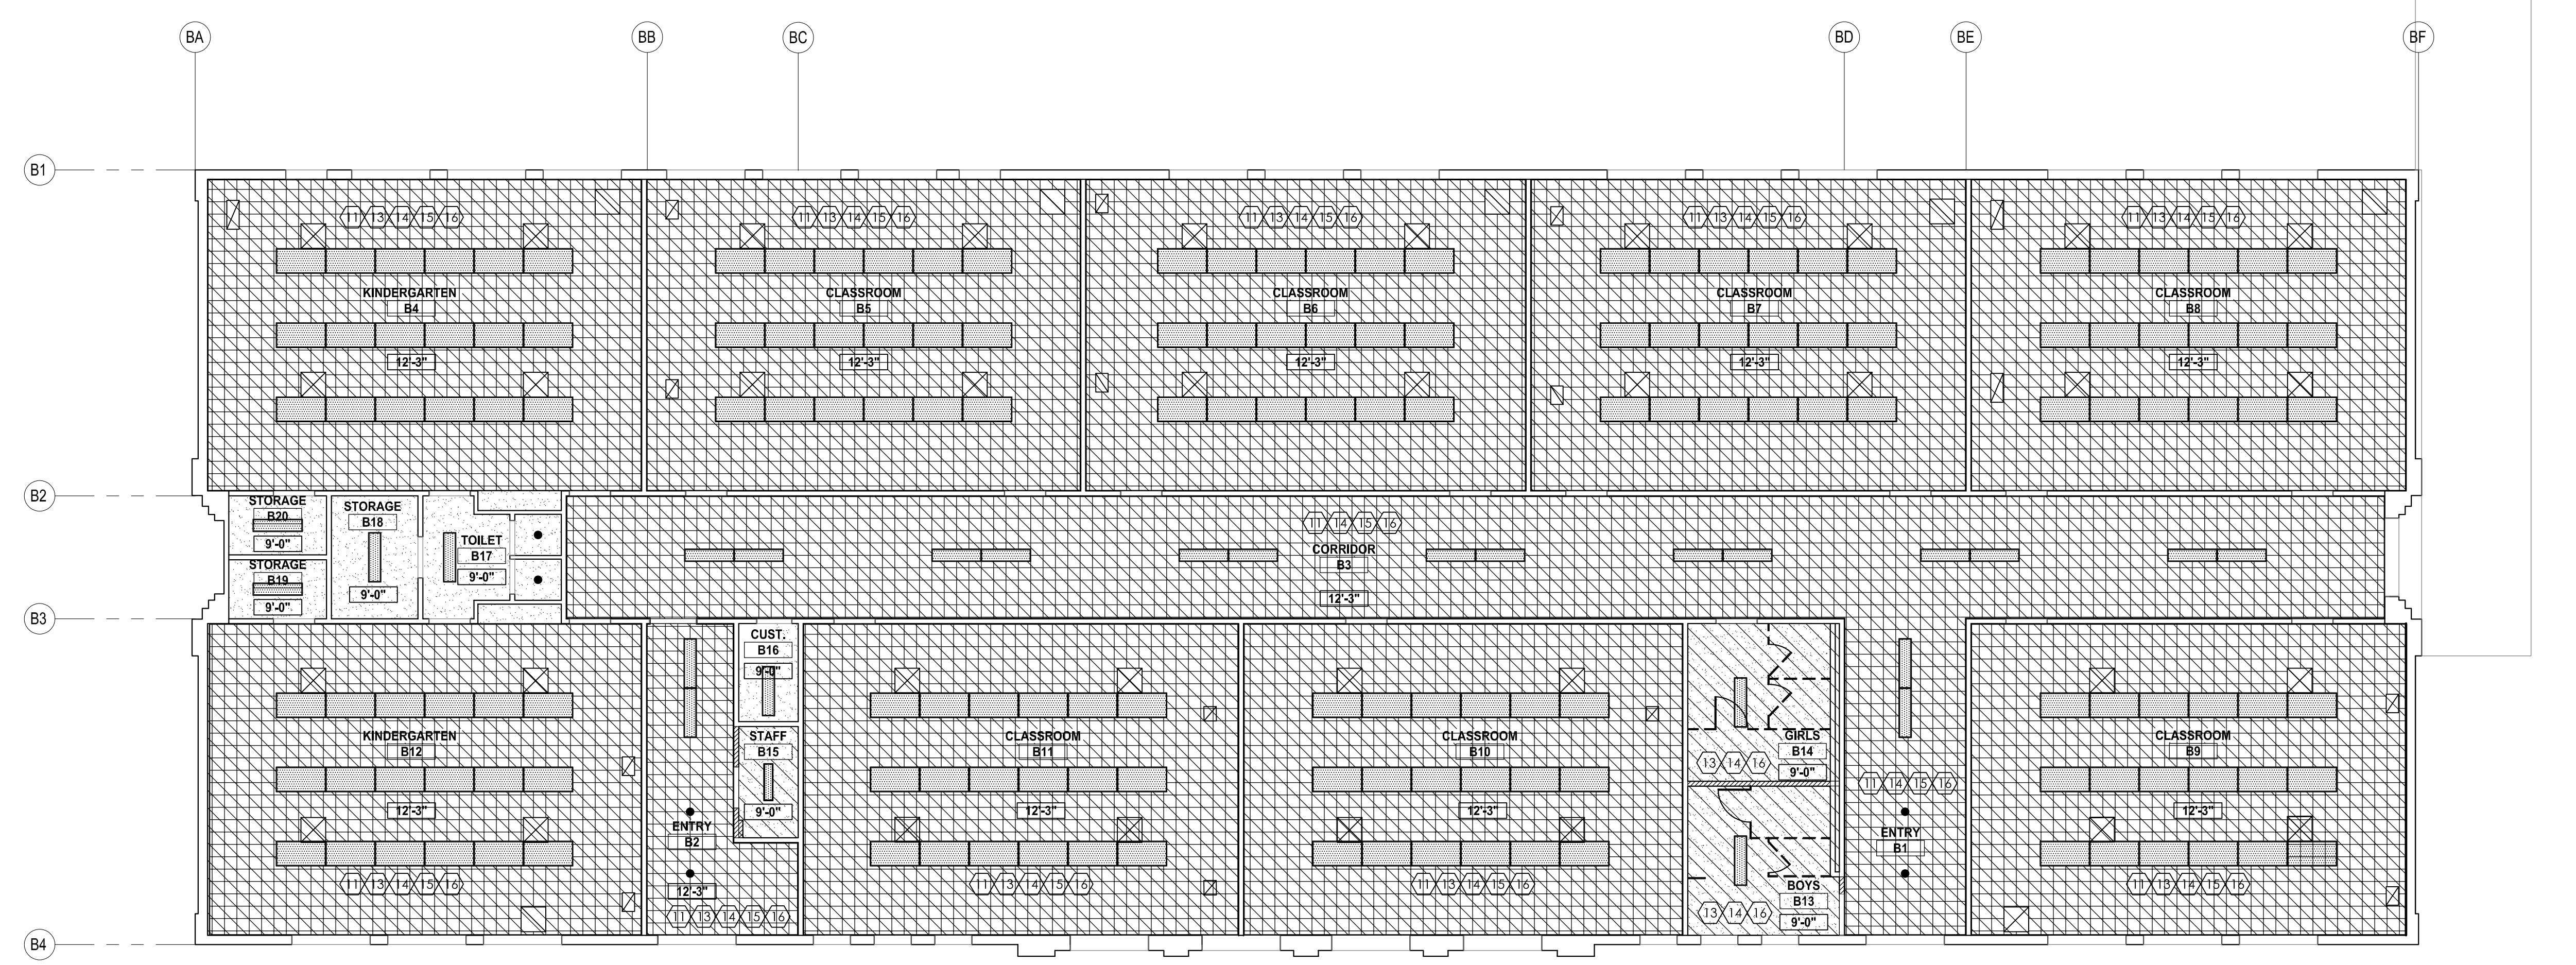 BA BB BC BD BE BF
B1
11 13 14 15 16
11 13 14 15 16
11 13 14 15 16
11 13 14 15 16
11 13 14 15 16
KINDERGARTEN
B4
12'-3"
CLASSROOM
B5
12'-3"
CLASSROOM
B6
12'-3"
CLASSROOM
B7
12'-3"
CLASSROOM
B8
12'-3"
B2
STORAGE
B20
9'-0"
STORAGE
B19
9'-0"
STORAGE
B18
9'-0"
TOILET
B17
9'-0"
11 14 15 16
CORRIDOR
B3
12'-3"
B3
KINDERGARTEN
B12
12'-3"
11 13 14 15 16
ENTRY
B2
12'-3"
11 13 14 15 16
CUST.
B16
9'-0"
STAFF
B15
9'-0"
CLASSROOM
B11
12'-3"
11 13 14 15 16
CLASSROOM
B10
12'-3"
11 13 14 15 16
GIRLS
B14
13 14 16
9'-0"
BOYS
B13
13 14 16
9'-0"
11 14 15 16
ENTRY
B1
CLASSROOM
B9
12'-3"
11 13 14 15 16
B4